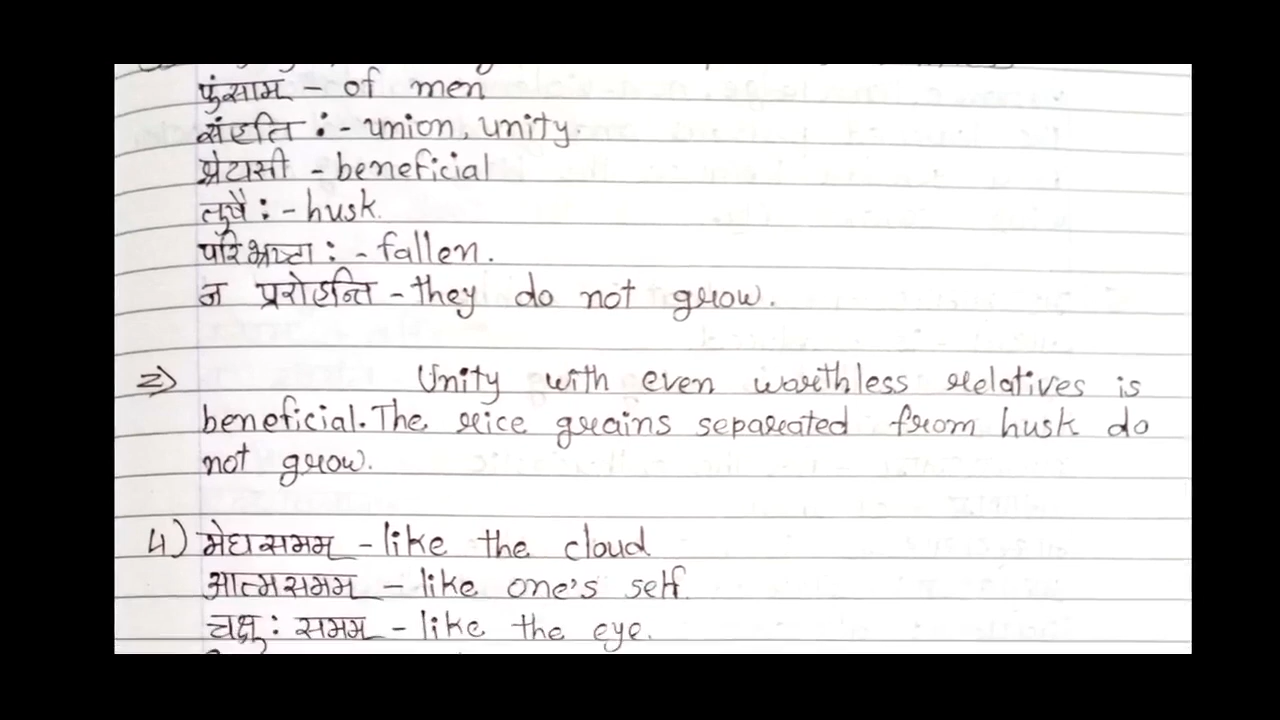 पुंसाम् - of men
संहति : - union, unity
श्रेयासी - beneficial
तुषै : - husk.
परिभ्रष्टा : - fallen.
न प्ररोहन्ति - they do not grow.
⇒ Unity with even worthless relatives is
beneficial. The rice grains separated from husk do
not grow.
4) मेघसमम् - like the cloud
आत्मसमम् - like one's self.
चक्षु : समम् - like the eye.